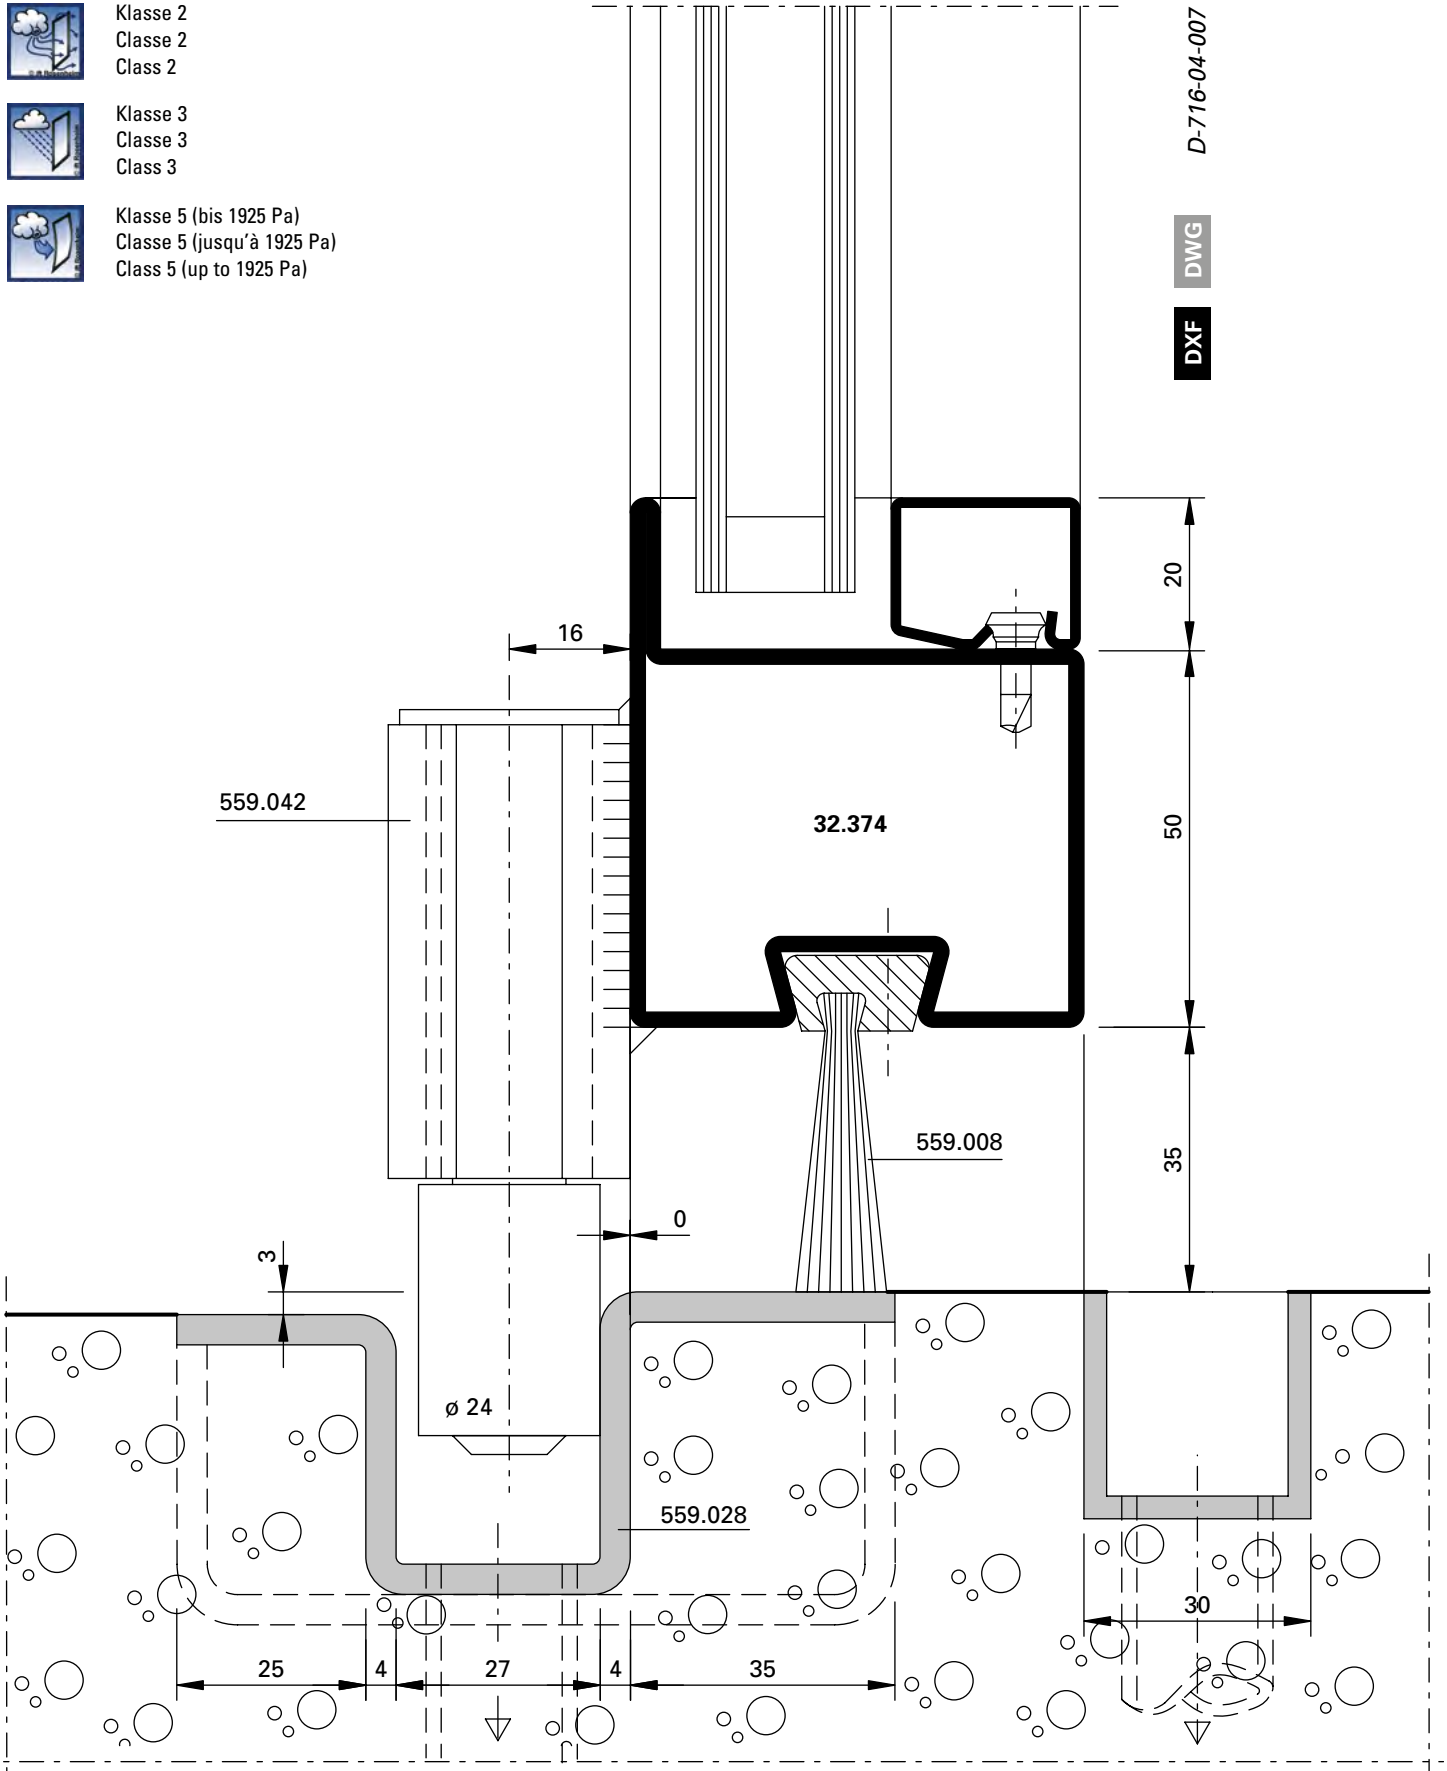 Klasse 2
Classe 2
Class 2
Klasse 3
Classe 3
Class 3
Klasse 5 (bis 1925 Pa)
Classe 5 (jusqu'à 1925 Pa)
Class 5 (up to 1925 Pa)
D-716-04-007
DWG
DXF
20
16
559.042
32.374
50
559.008
35
0
3
ø 24
559.028
30
25
4
27
4
35